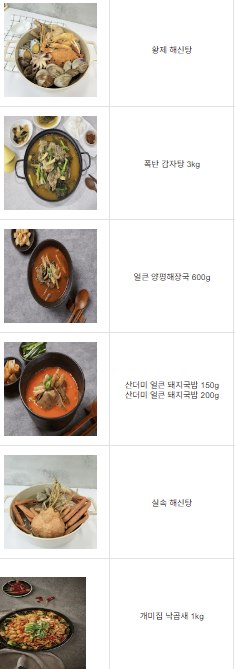 황제 해신탕
폭탄 감자탕 3kg
얼큰 양평해장국 600g
산더미 얼큰 돼지국밥 150g
산더미 얼큰 돼지국밥 200g
실속 해신탕
개미집 낙곱새 1kg